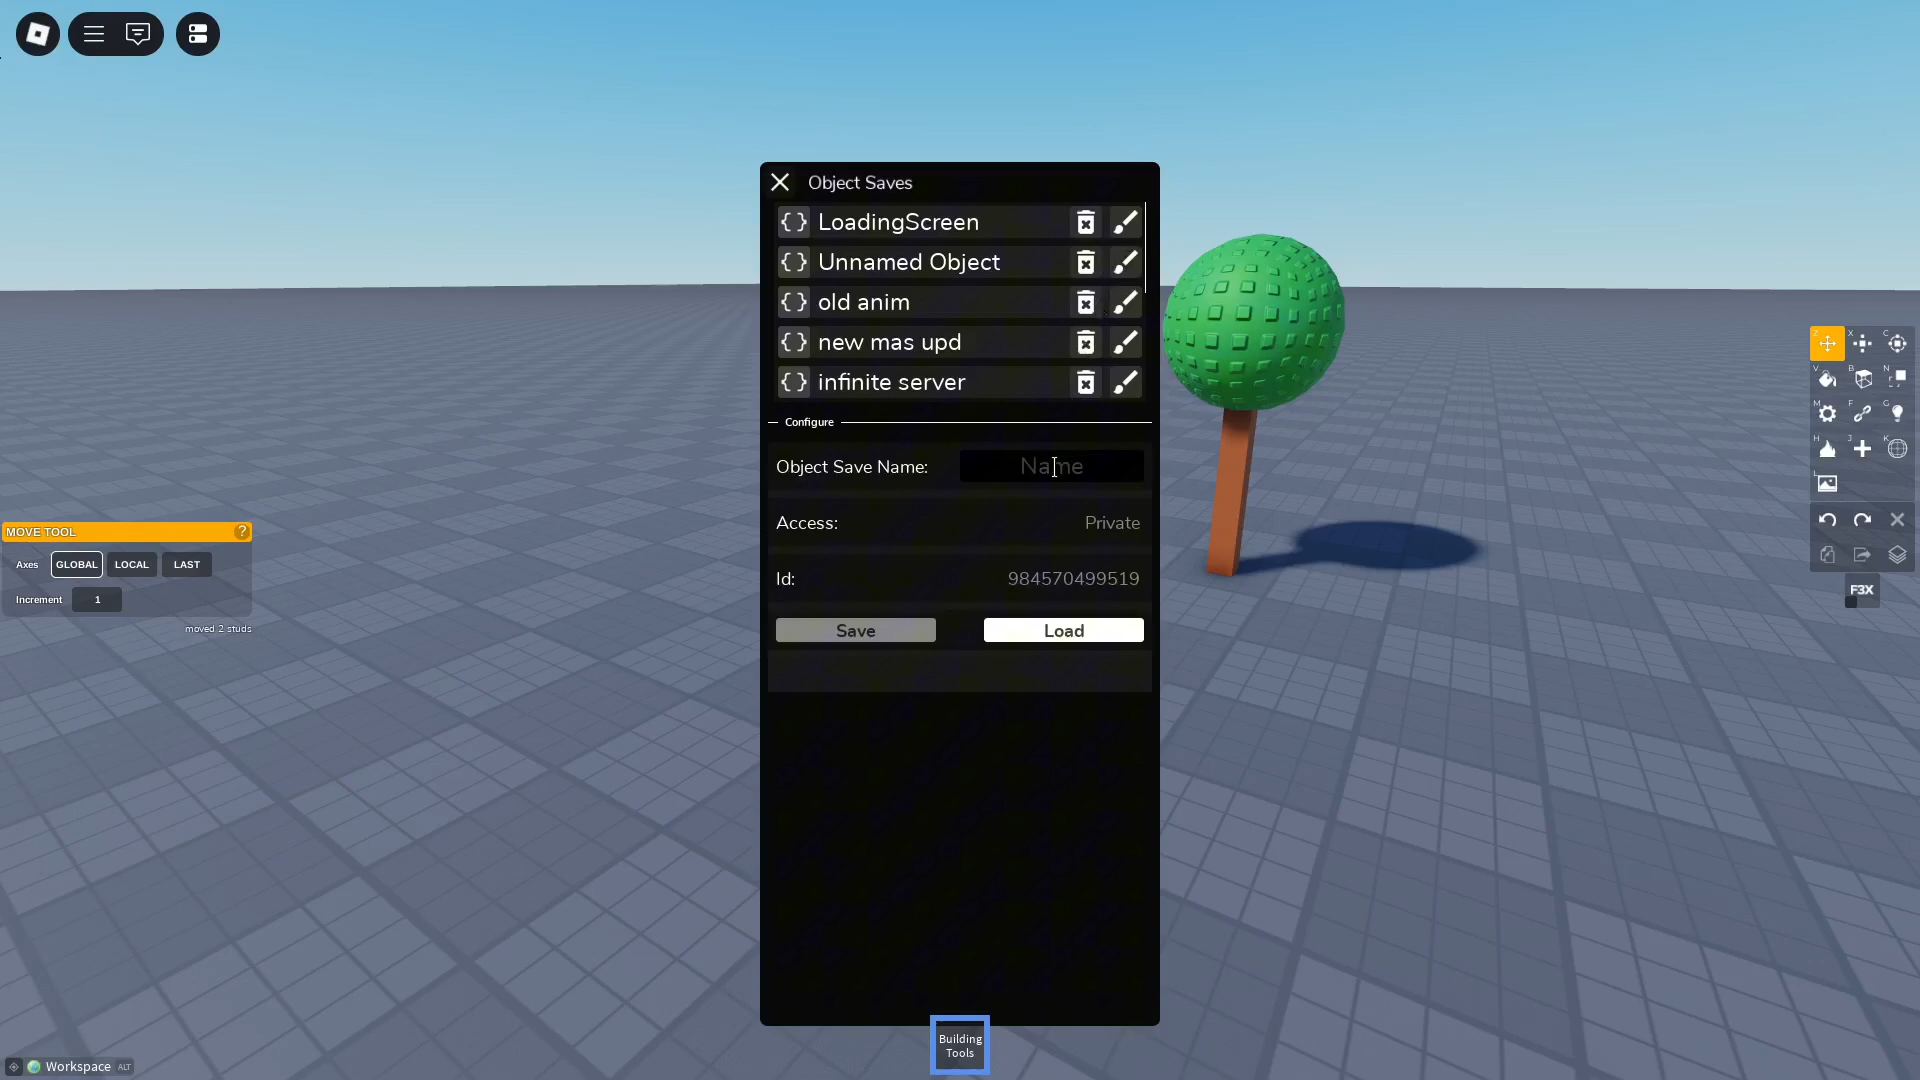 Object Saves
{ } LoadingScreen
{ } Unnamed Object
{ } old anim
{ } new mas upd
{ } infinite server
Configure
Object Save Name: Name
Access: Private
Id: 984570499519
Save Load
MOVE TOOL ?
Axes GLOBAL LOCAL LAST
Increment 1
moved 2 studs
Z X C
V B N
M F G
H J K
L
F3X
Building
Tools
Workspace ALT